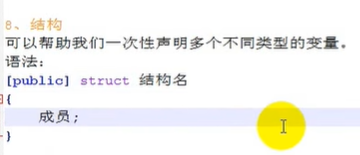 8、结构
可以帮助我们一次性声明多个不同类型的变量。
语法:
[public] struct 结构名
{
成员;
}